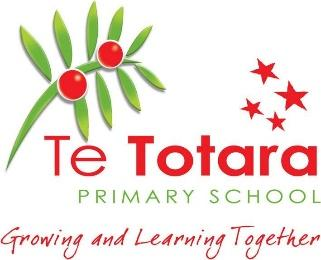 Te Totara
PRIMARY SCHOOL
Growing and Learning Together